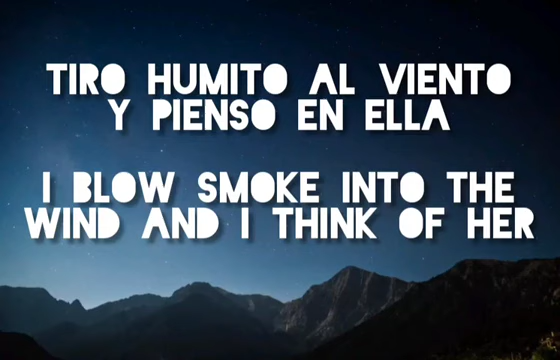 TIRO HUMITO AL VIENTO
Y PIENSO EN ELLA
I BLOW SMOKE INTO THE
WIND AND I THINK OF HER